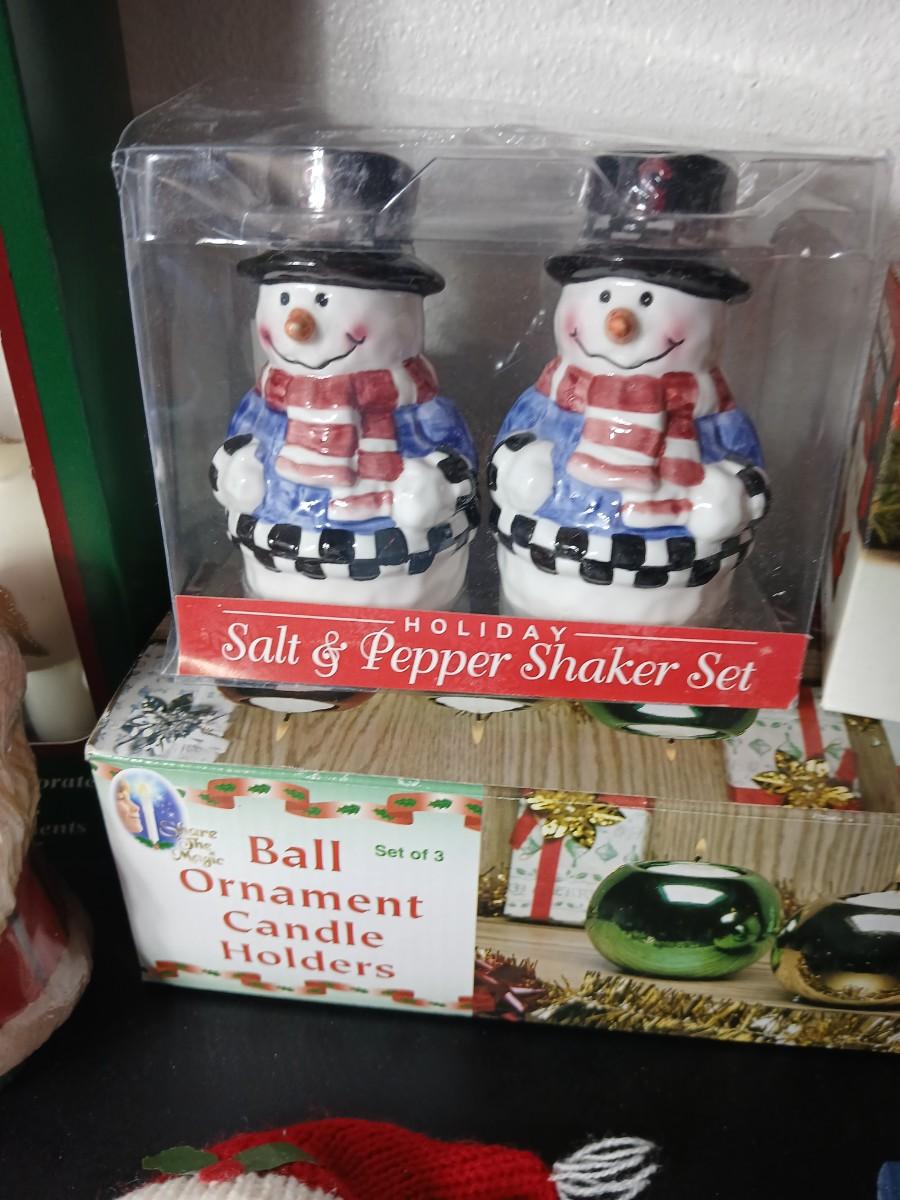 HOLIDAY
Salt & Pepper Shaker Set
Share
The
Magic
Ball
Set of 3
Ornament
Candle
Holders